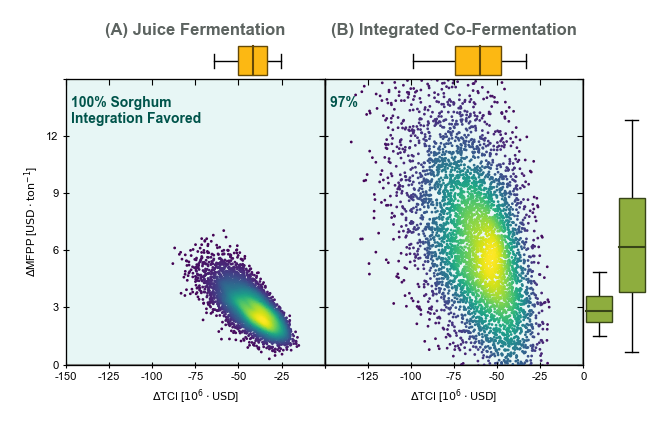 (A) Juice Fermentation
(B) Integrated Co-Fermentation
100% Sorghum
Integration Favored
97%
12
9
6
3
0
ΔMFPP [USD · ton⁻¹]
-150
-125
-100
-75
-50
-25
-125
-100
-75
-50
-25
0
ΔTCI [10⁶ · USD]
ΔTCI [10⁶ · USD]